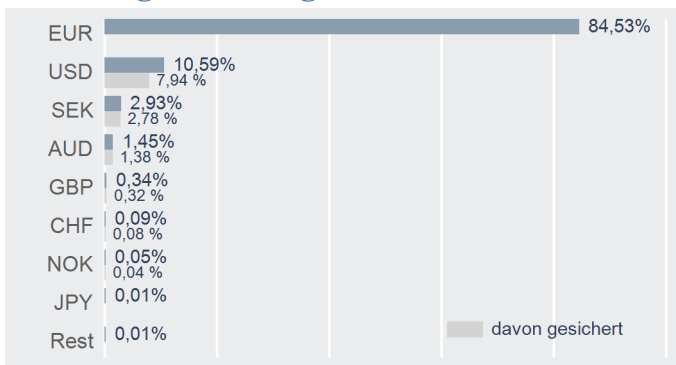 EUR 84,53%
USD 10,59%
7,94 %
SEK 2,93%
2,78 %
AUD 1,45%
1,38 %
GBP 0,34%
0,32 %
CHF 0,09%
0,08 %
NOK 0,05%
0,04 %
JPY 0,01%
Rest 0,01%
davon gesichert